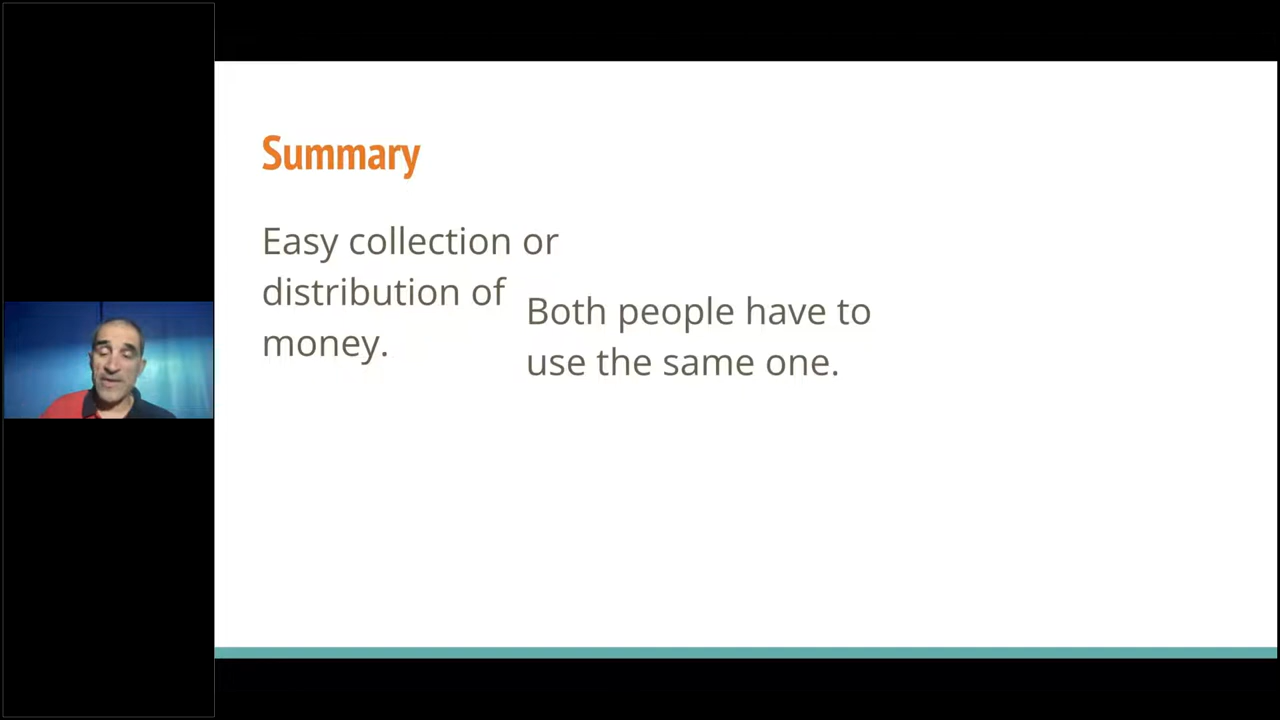 Summary
Easy collection or
distribution of
money.
Both people have to
use the same one.